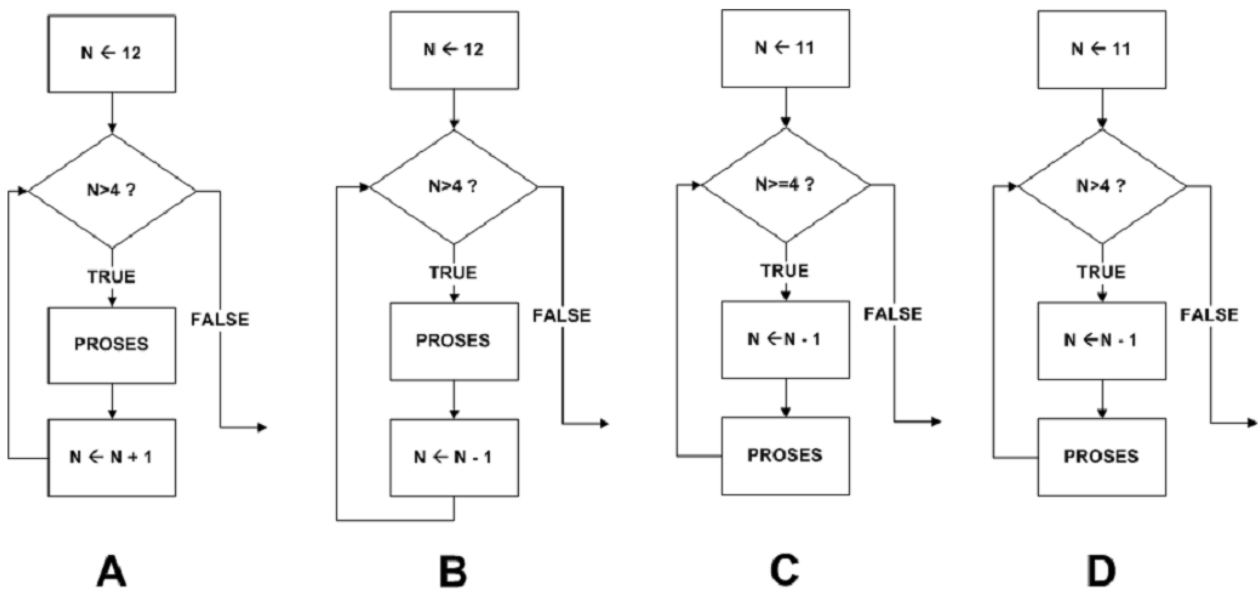 N ← 12
N>4 ?
TRUE
FALSE
PROSES
N ← N + 1
A
N ← 12
N>4 ?
TRUE
FALSE
PROSES
N ← N - 1
B
N ← 11
N>=4 ?
TRUE
FALSE
N ←N - 1
PROSES
C
N ← 11
N>4 ?
TRUE
FALSE
N ←N - 1
PROSES
D